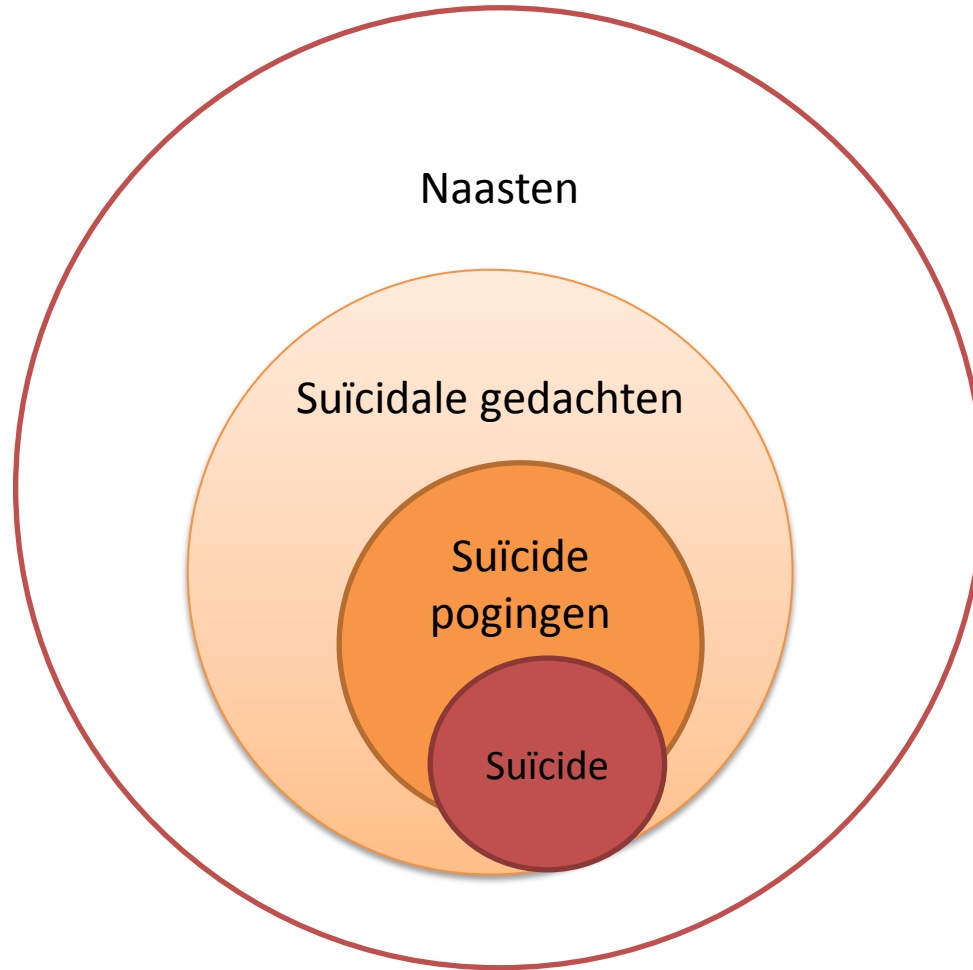 Naasten
Suïcidale gedachten
Suïcide
pogingen
Suïcide